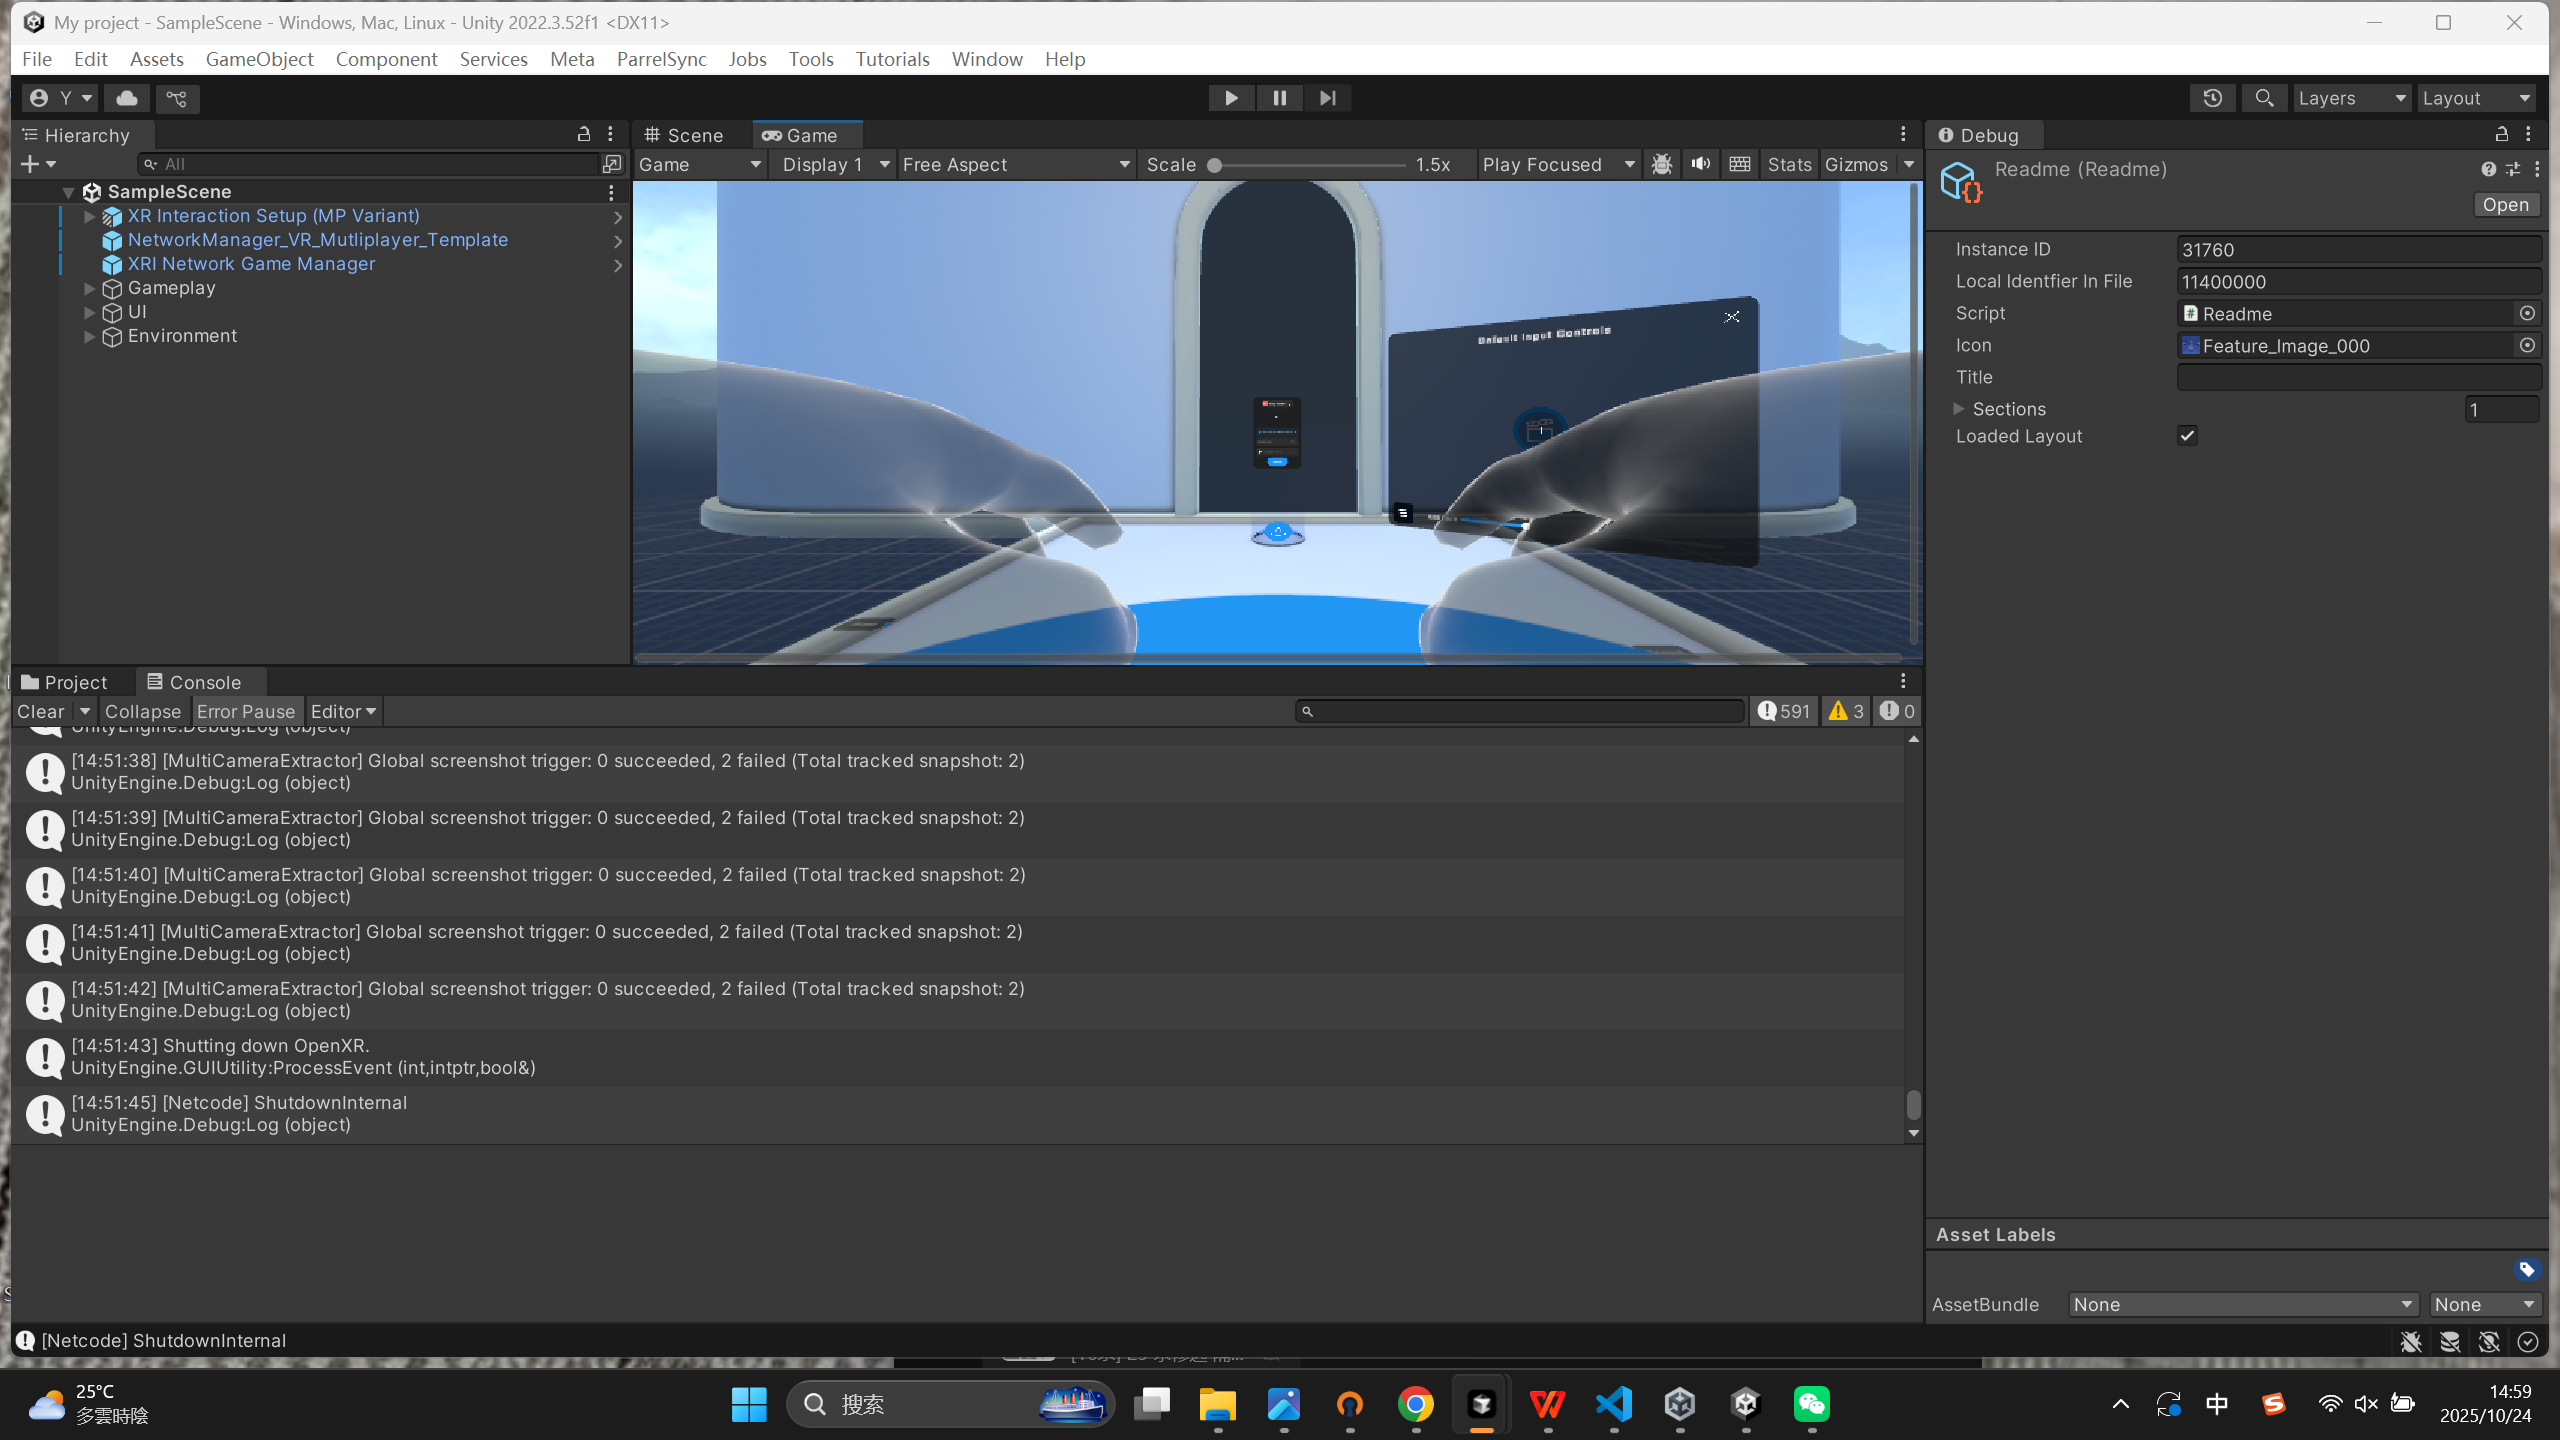 My project - SampleScene - Windows, Mac, Linux - Unity 2022.3.52f1 <DX11>
File Edit Assets GameObject Component Services Meta ParrelSync Jobs Tools Tutorials Window Help
Y Layers Layout
Hierarchy
All
SampleScene
XR Interaction Setup (MP Variant)
NetworkManager_VR_Mutliplayer_Template
XRI Network Game Manager
Gameplay
UI
Environment
Scene Game
Game Display 1 Free Aspect Scale 1.5x Play Focused Stats Gizmos
Default Input Controls
Debug
Readme (Readme)
Open
Instance ID 31760
Local Identfier In File 11400000
Script Readme
Icon Feature_Image_000
Title
Sections 1
Loaded Layout
Project Console
Clear Collapse Error Pause Editor 591 3 0
UnityEngine.Debug:Log (object)
[14:51:38] [MultiCameraExtractor] Global screenshot trigger: 0 succeeded, 2 failed (Total tracked snapshot: 2)
UnityEngine.Debug:Log (object)
[14:51:39] [MultiCameraExtractor] Global screenshot trigger: 0 succeeded, 2 failed (Total tracked snapshot: 2)
UnityEngine.Debug:Log (object)
[14:51:40] [MultiCameraExtractor] Global screenshot trigger: 0 succeeded, 2 failed (Total tracked snapshot: 2)
UnityEngine.Debug:Log (object)
[14:51:41] [MultiCameraExtractor] Global screenshot trigger: 0 succeeded, 2 failed (Total tracked snapshot: 2)
UnityEngine.Debug:Log (object)
[14:51:42] [MultiCameraExtractor] Global screenshot trigger: 0 succeeded, 2 failed (Total tracked snapshot: 2)
UnityEngine.Debug:Log (object)
[14:51:43] Shutting down OpenXR.
UnityEngine.GUIUtility:ProcessEvent (int,intptr,bool&)
[14:51:45] [Netcode] ShutdownInternal
UnityEngine.Debug:Log (object)
Asset Labels
AssetBundle None None
[Netcode] ShutdownInternal
25°C
多雲時陰
搜索
中
14:59
2025/10/24